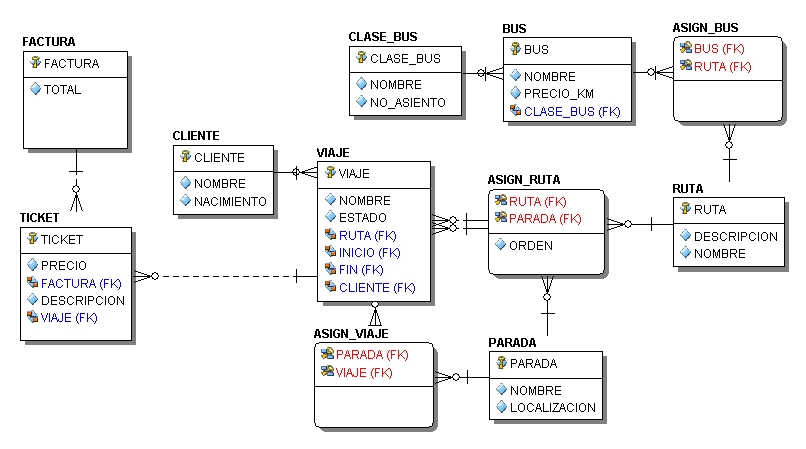 FACTURA
FACTURA
TOTAL
CLASE_BUS
CLASE_BUS
NOMBRE
NO_ASIENTO
BUS
BUS
NOMBRE
PRECIO_KM
CLASE_BUS (FK)
ASIGN_BUS
BUS (FK)
RUTA (FK)
CLIENTE
CLIENTE
NOMBRE
NACIMIENTO
VIAJE
VIAJE
NOMBRE
ESTADO
RUTA (FK)
INICIO (FK)
FIN (FK)
CLIENTE (FK)
ASIGN_RUTA
RUTA (FK)
PARADA (FK)
ORDEN
RUTA
RUTA
DESCRIPCION
NOMBRE
TICKET
TICKET
PRECIO
FACTURA (FK)
DESCRIPCION
VIAJE (FK)
ASIGN_VIAJE
PARADA (FK)
VIAJE (FK)
PARADA
PARADA
NOMBRE
LOCALIZACION